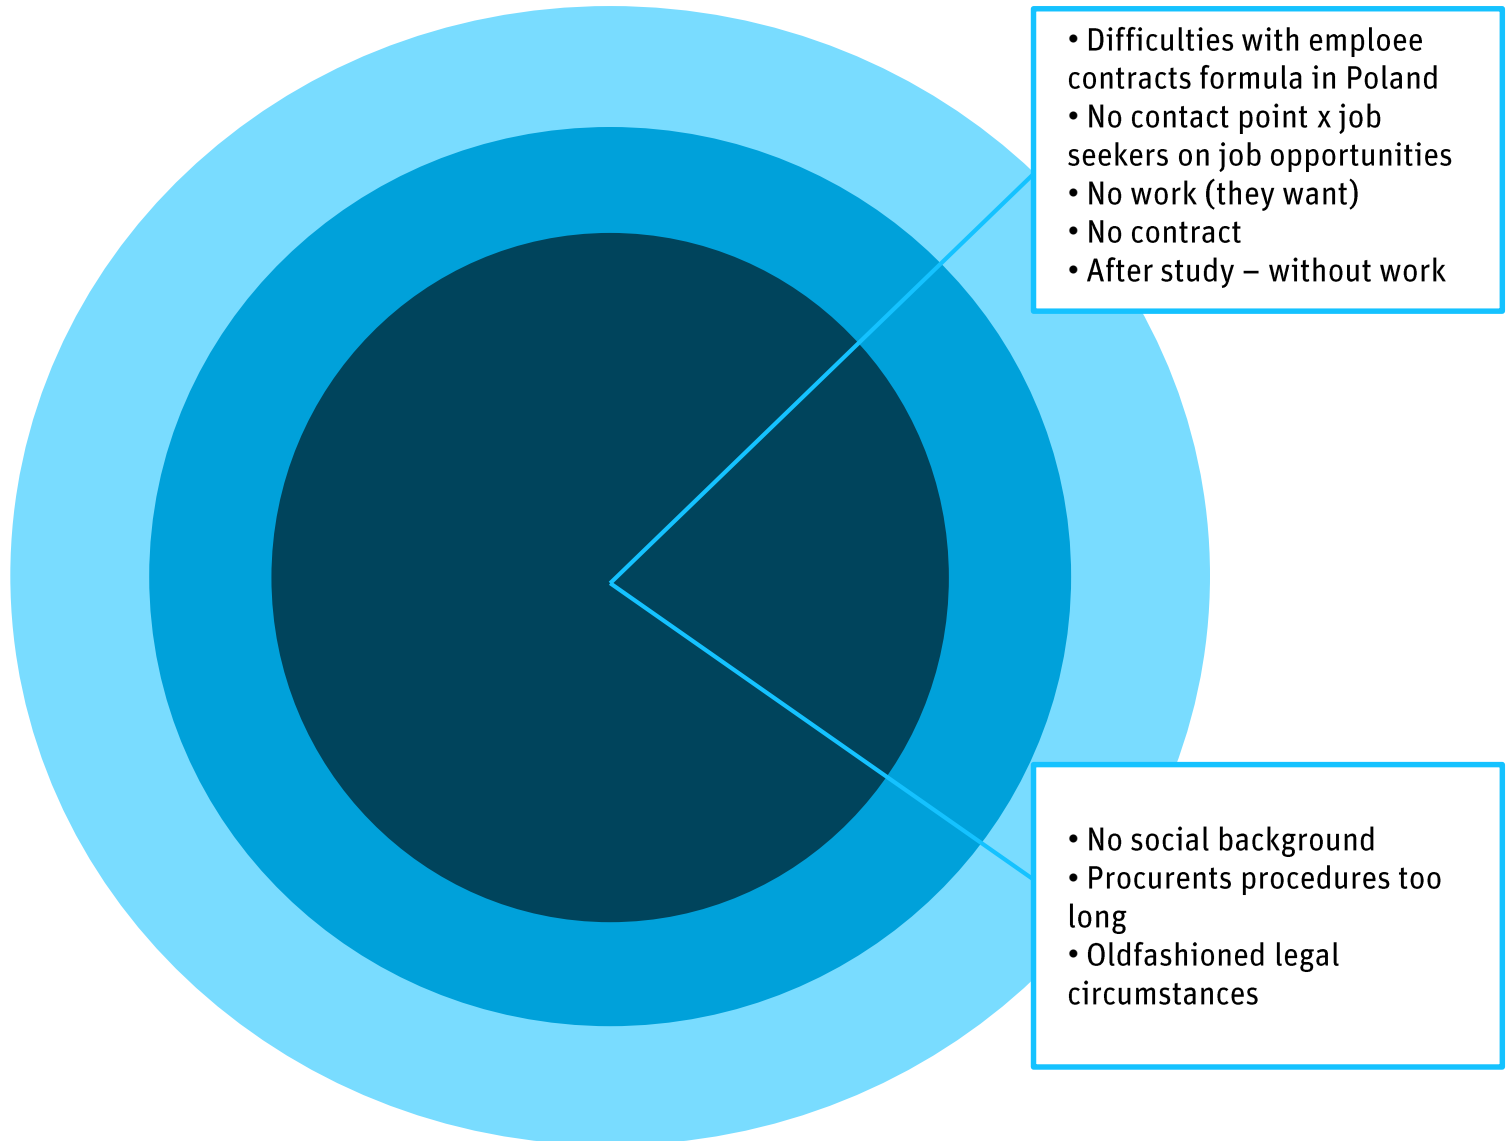 • Difficulties with emploee
contracts formula in Poland
• No contact point x job
seekers on job opportunities
• No work (they want)
• No contract
• After study – without work
• No social background
• Procurents procedures too
long
• Oldfashioned legal
circumstances